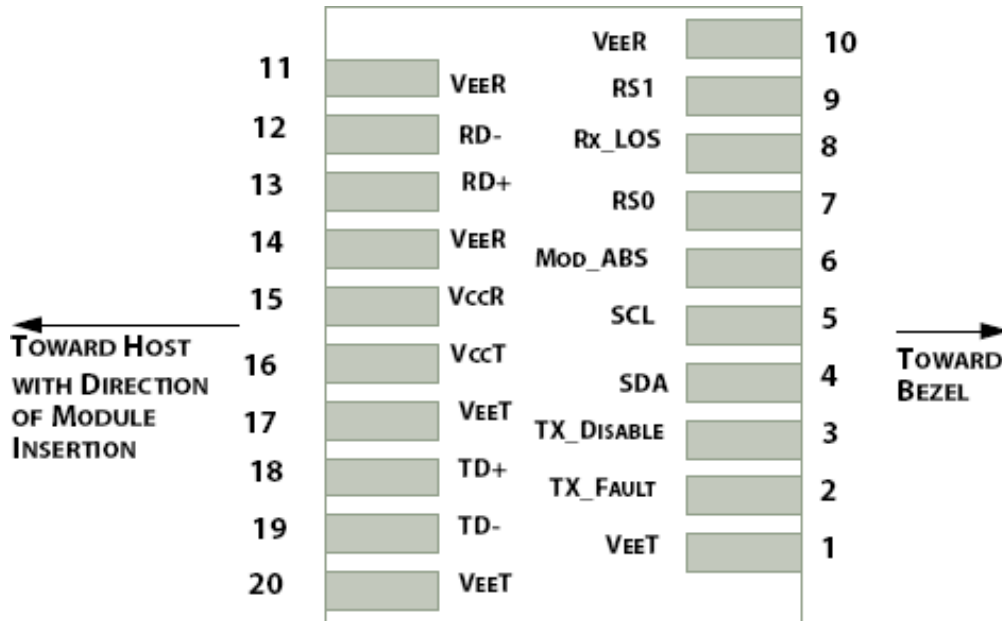 11 VEER
12 RD-
13 RD+
14 VEER
15 VccR
16 VccT
17 VEET
18 TD+
19 TD-
20 VEET
VEER 10
RS1 9
Rx_LOS 8
RS0 7
MOD_ABS 6
SCL 5
SDA 4
TX_DISABLE 3
TX_FAULT 2
VEET 1
TOWARD HOST
WITH DIRECTION
OF MODULE
INSERTION
TOWARD
BEZEL